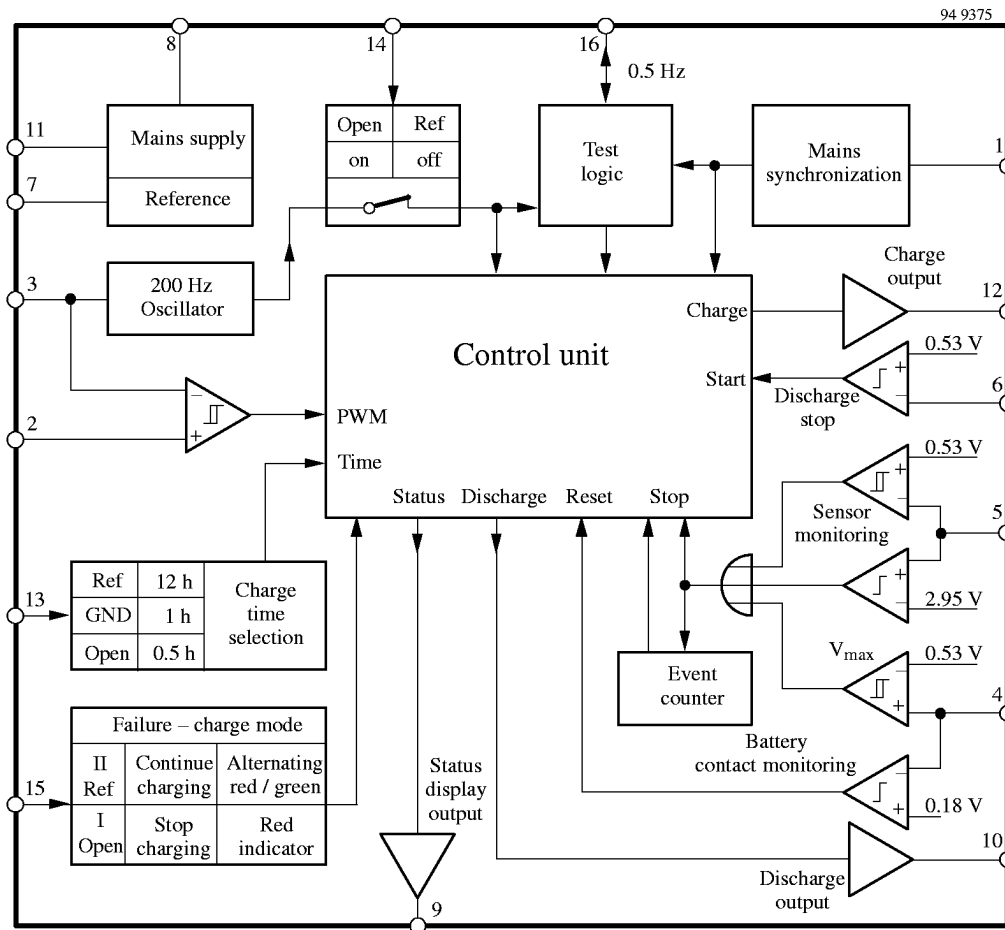 94 9375
8
14
16
0.5 Hz
11
Mains supply
Reference
7
Open Ref
on off
Test
logic
Mains
synchronization
1
3
200 Hz
Oscillator
Charge
output
12
Control unit
Charge
Start
0.53 V
+
−
6
Discharge
stop
−
+
2
PWM
Time
Status Discharge Reset Stop
0.53 V
+
−
Sensor
monitoring
5
+
−
2.95 V
13
Ref 12 h
GND 1 h
Open 0.5 h
Charge
time
selection
Event
counter
Vmax
0.53 V
−
+
4
15
Failure – charge mode
II
Ref
Continue
charging
Alternating
red / green
I
Open
Stop
charging
Red
indicator
Status
display
output
Battery
contact monitoring
−
+
0.18 V
10
Discharge output
9